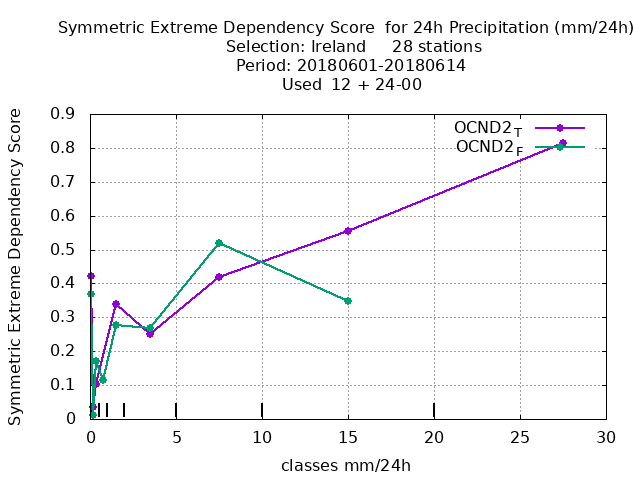 Symmetric Extreme Dependency Score for 24h Precipitation (mm/24h)
Selection: Ireland 28 stations
Period: 20180601-20180614
Used 12 + 24-00
Symmetric Extreme Dependency Score
0.9
0.8
0.7
0.6
0.5
0.4
0.3
0.2
0.1
0
OCND2T
OCND2F
0 5 10 15 20 25 30
classes mm/24h